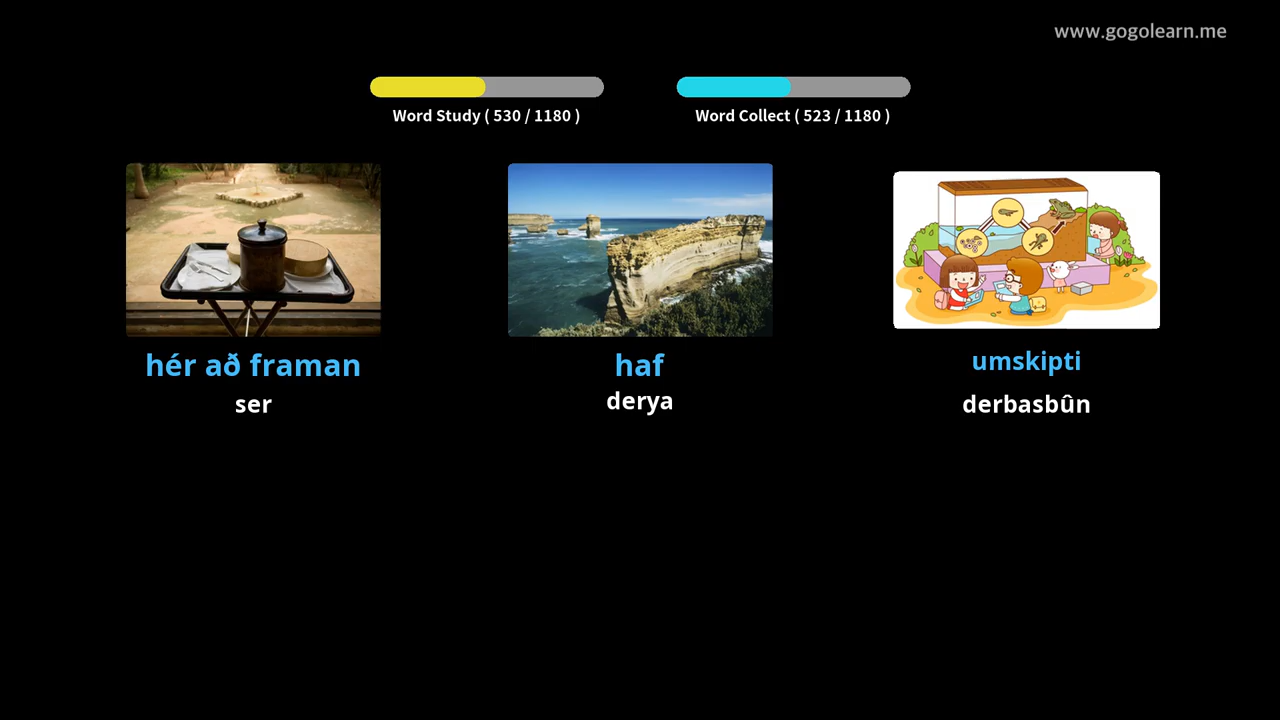 www.gogolearn.me
Word Study ( 530 / 1180 )
Word Collect ( 523 / 1180 )
hér að framan
haf
umskipti
ser
derya
derbasbûn